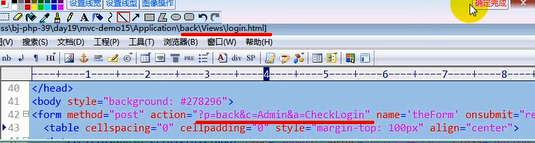 设线宽 设线型 图像操作 确定完成
ss\bj-php-39\day19\mvc-demo15\Application\back\Views\login.html]
(V) 搜索(S) 文档(D) 工程(P) 工具(T) 浏览器(B) 窗口(W) 帮助(H)
----+----1----+----2----+----3----+----4----+----5----+----6----+----7----+----8----
40 </head>
41 <body style="background: #278296">
42 <form method="post" action="?p=back&c=Admin&a=CheckLogin" name='theForm' onsubmit="re
43 <table cellspacing="0" cellpadding="0" style="margin-top: 100px" align="center">